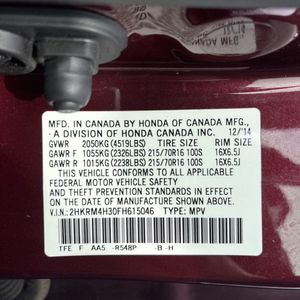 MFD. IN CANADA BY HONDA OF CANADA MFG.,
- A DIVISION OF HONDA CANADA INC. 12/'14
GVWR 2050KG (4519LBS) TIRE SIZE RIM SIZE
GAWR F 1055KG (2326LBS) 215/70R16 100S 16X6.5J
GAWR R 1015KG (2238LBS) 215/70R16 100S 16X6.5J
THIS VEHICLE CONFORMS TO ALL APPLICABLE
FEDERAL MOTOR VEHICLE SAFETY, BUMPER,
AND THEFT PREVENTION STANDARDS IN EFFECT
ON THE DATE OF MANUFACTURE SHOWN ABOVE.
V.I.N.: 2HKRM4H30FH615046 TYPE: MPV
TFE F AA5 -R548P -B-H